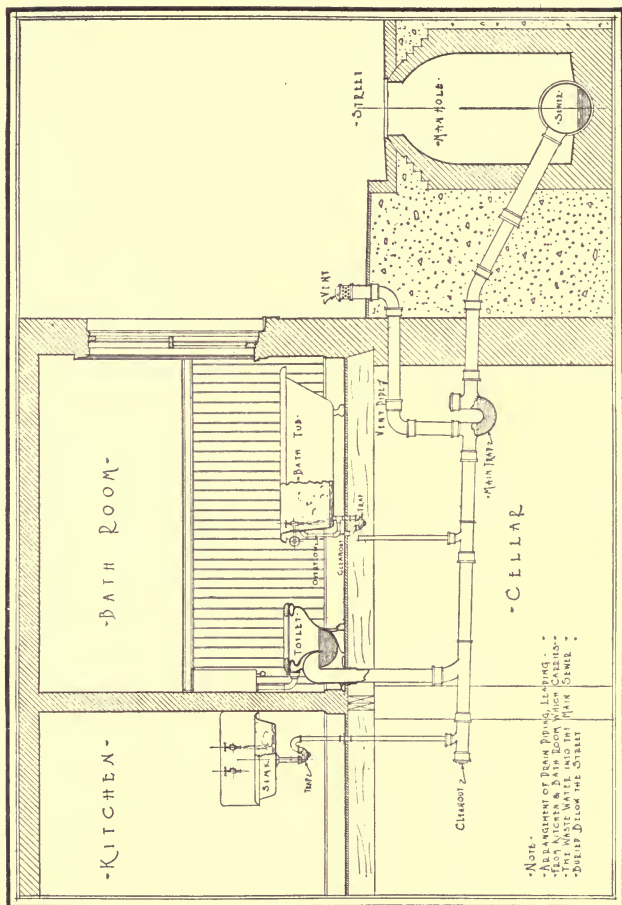 -KITCHEN-
-BATH ROOM-
-STREET
-MANHOLE-
-SEWER-
VENT
-BATH TUB-
TOILET-
SINK
OVERFLOW
CLEANOUT
TRAP
TRAP
VENT PIPE
-MAIN TRAP
-CELLAR-
CLEANOUT
-NOTE-
-ARRANGEMENT OF DRAIN PIPING, LEADING-
-FROM KITCHEN & BATH ROOM WHICH CARRIES-
-THE WASTE WATER INTO THE MAIN SEWER-
-BURIED BELOW THE STREET